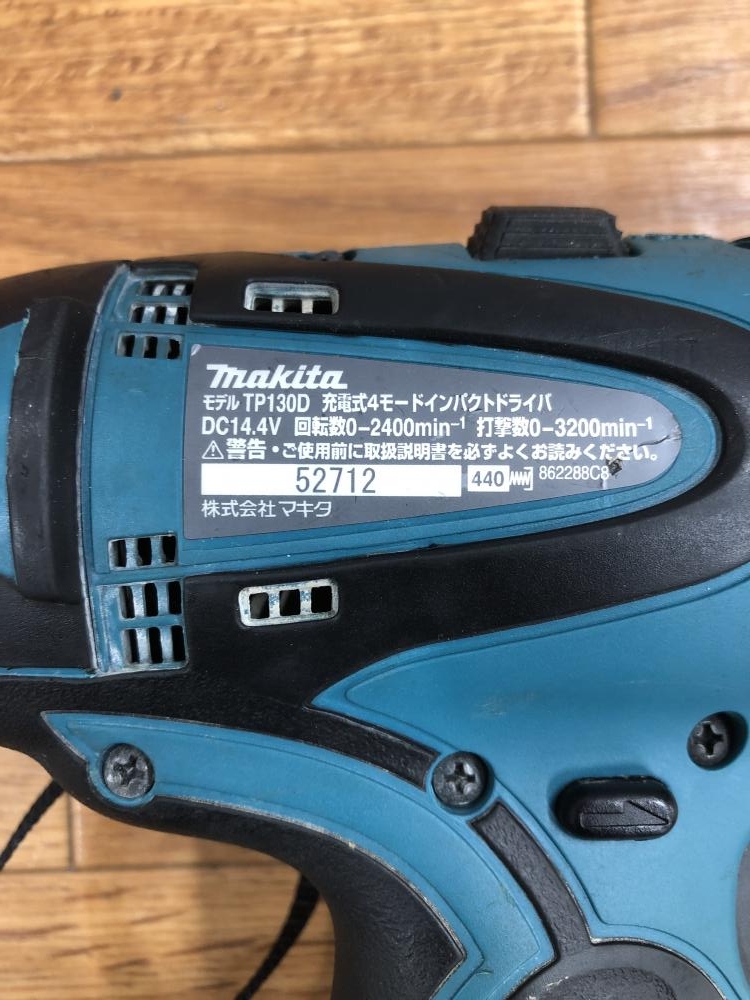 makita
モデル TP130D 充電式4モードインパクトドライバ
DC14.4V 回転数0-2400min⁻¹ 打撃数0-3200min⁻¹
⚠警告・ご使用前に取扱説明書を必ずよくお読みください。
52712 440 862288C8
株式会社マキタ